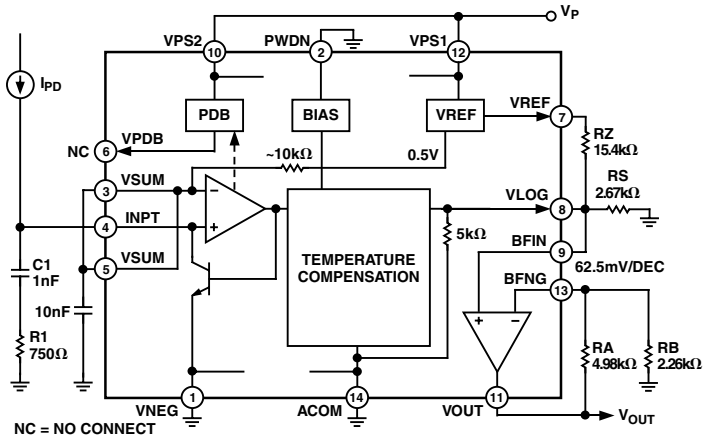 VP
VPS2
PWDN
VPS1
10
2
12
IPD
PDB
BIAS
VREF
VREF
7
RZ
15.4kΩ
NC
6
VPDB
~10kΩ
0.5V
RS
2.67kΩ
3
VSUM
−
VLOG
8
4
INPT
+
5kΩ
BFIN
9
62.5mV/DEC
5
VSUM
TEMPERATURE
COMPENSATION
BFNG
13
C1
1nF
10nF
+
−
R1
750Ω
RA
4.98kΩ
RB
2.26kΩ
1
14
11
VNEG
ACOM
VOUT
VOUT
NC = NO CONNECT